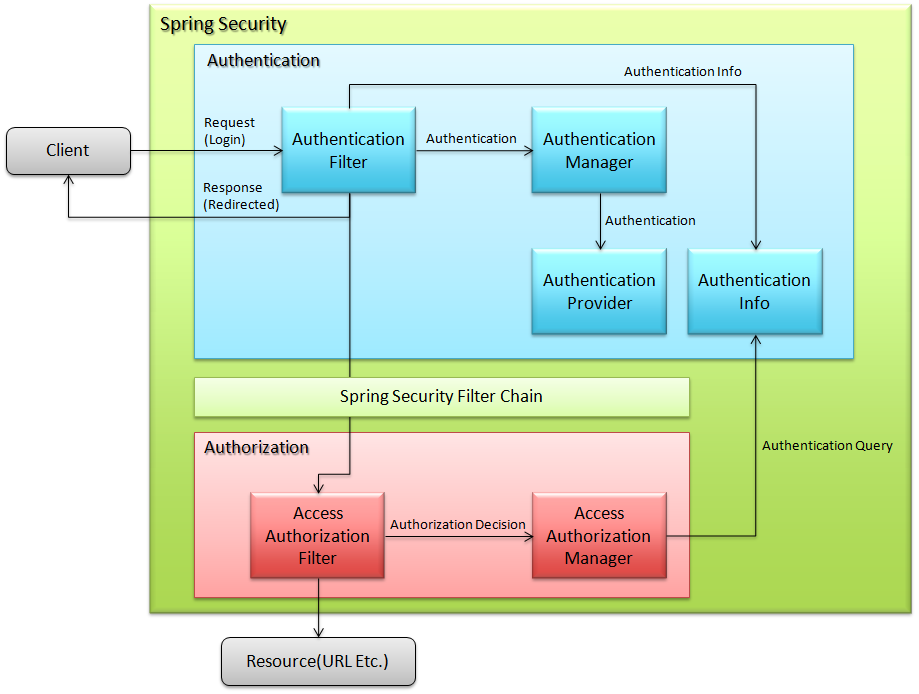 Spring Security
Authentication
Authentication Info
Request
(Login)
Client
Authentication
Filter
Authentication
Authentication
Manager
Response
(Redirected)
Authentication
Authentication
Provider
Authentication
Info
Spring Security Filter Chain
Authorization
Authentication Query
Access
Authorization
Filter
Authorization Decision
Access
Authorization
Manager
Resource(URL Etc.)